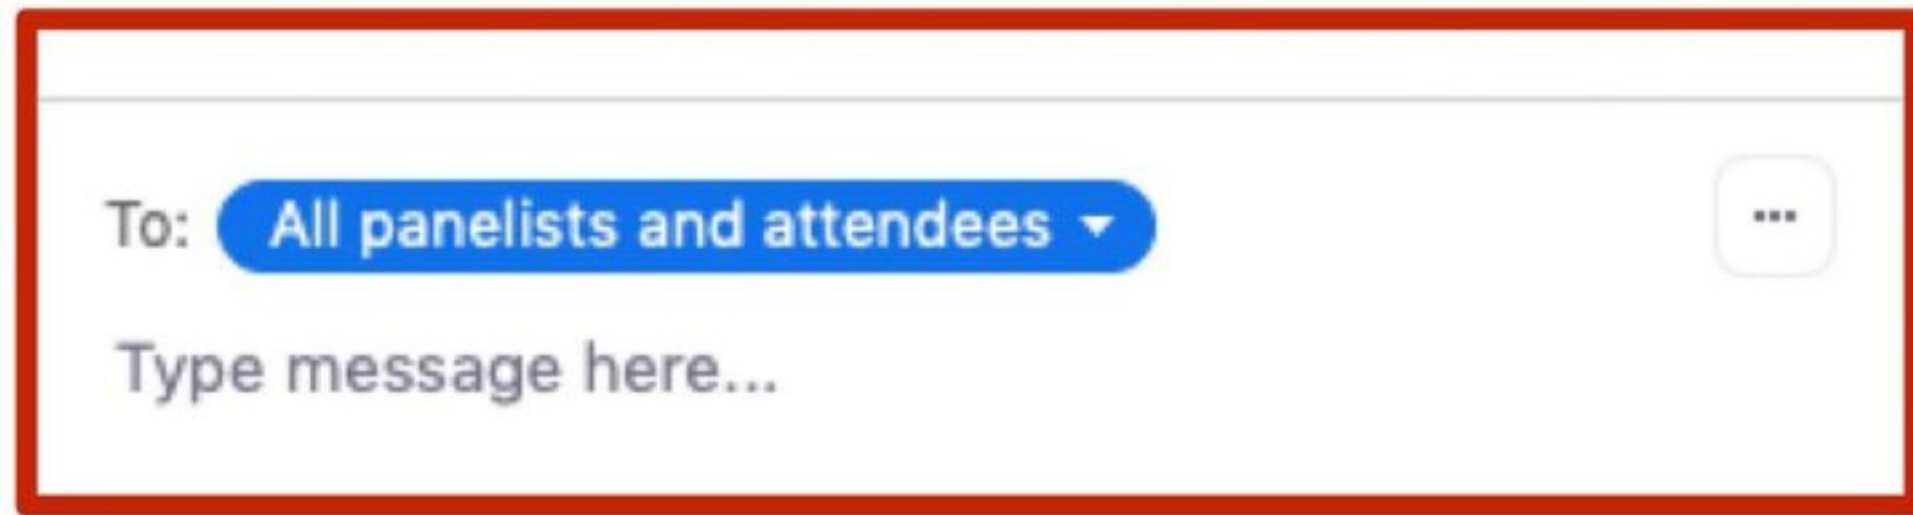 To: All panelists and attendees
...
Type message here...